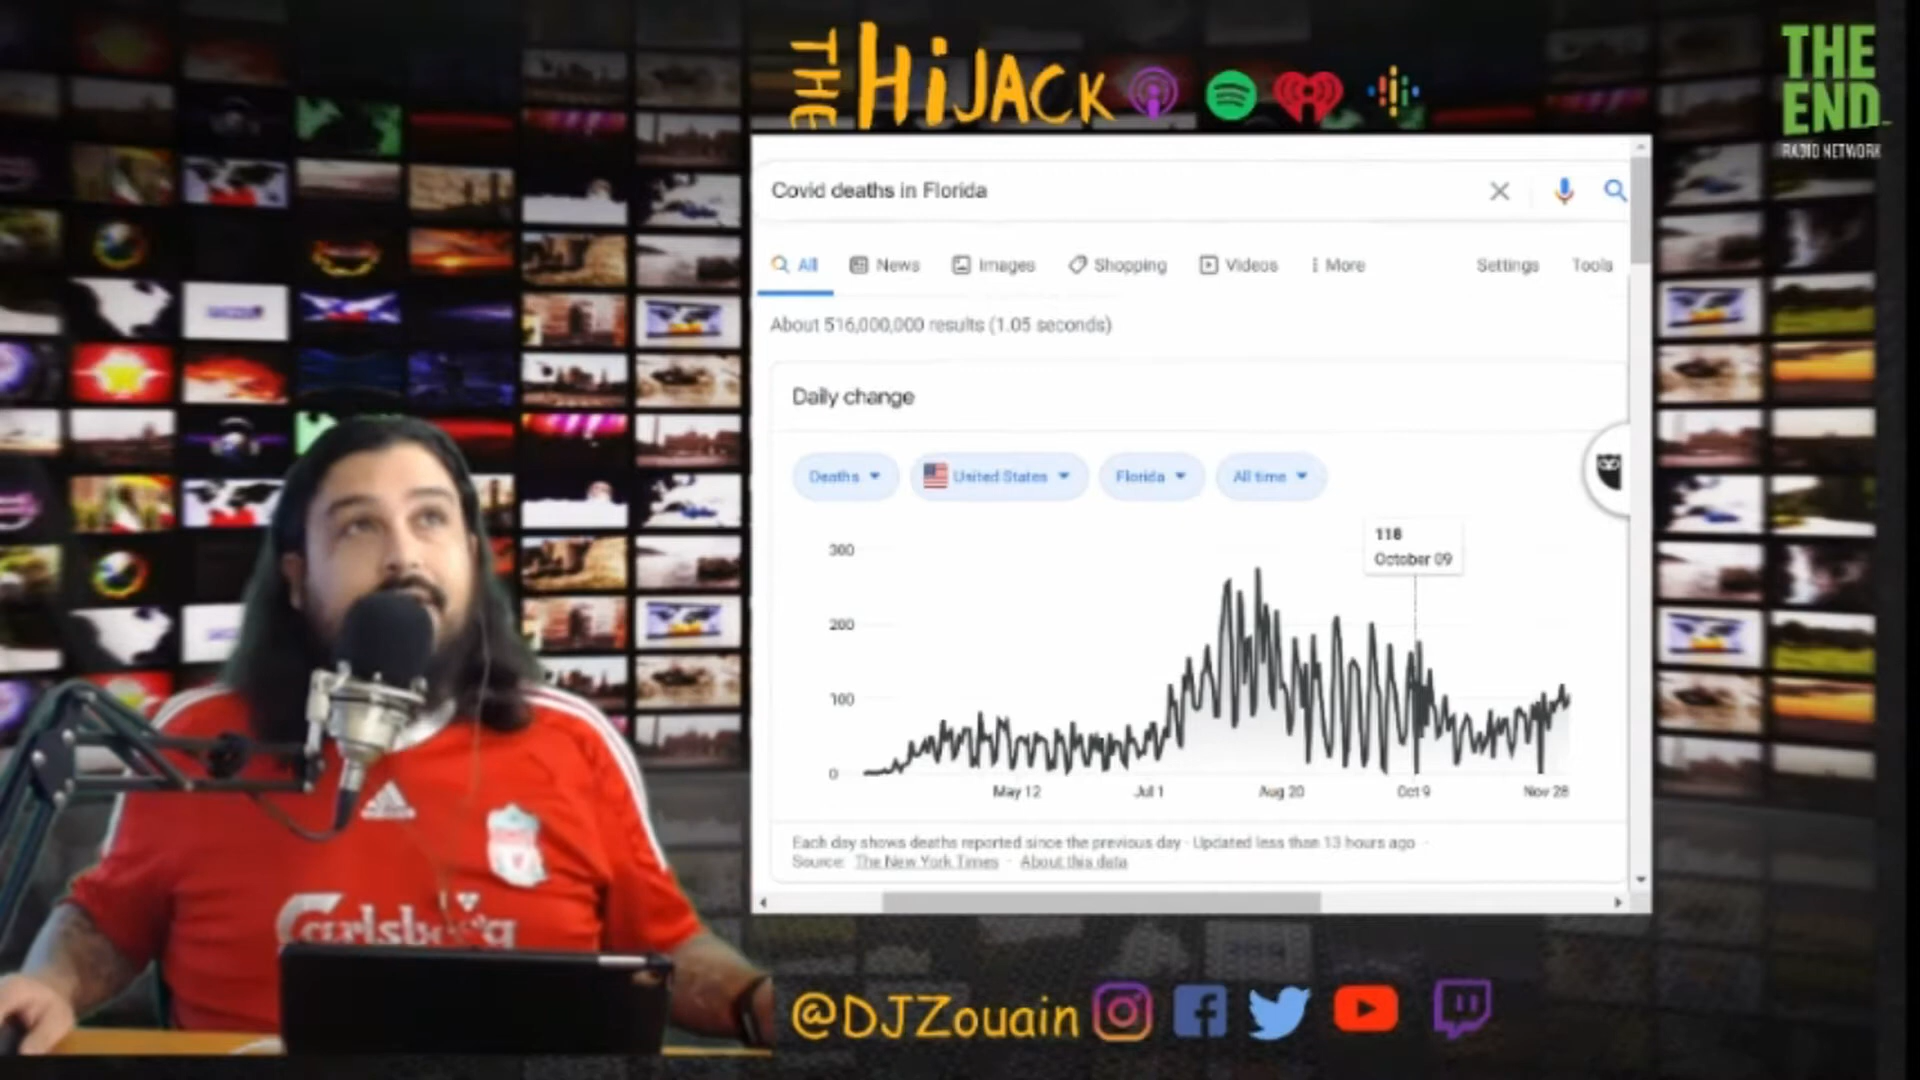 THE HiJACK
THE
END
RADIO NETWORK
Covid deaths in Florida
All News Images Shopping Videos More Settings Tools
About 516,000,000 results (1.05 seconds)
Daily change
Deaths United States Florida All time
118
October 09
300
200
100
0
May 12 Jul 1 Aug 20 Oct 9 Nov 28
Each day shows deaths reported since the previous day · Updated less than 13 hours ago ·
Source: The New York Times · About this data
adidas
Carlsberg
@DJZouain